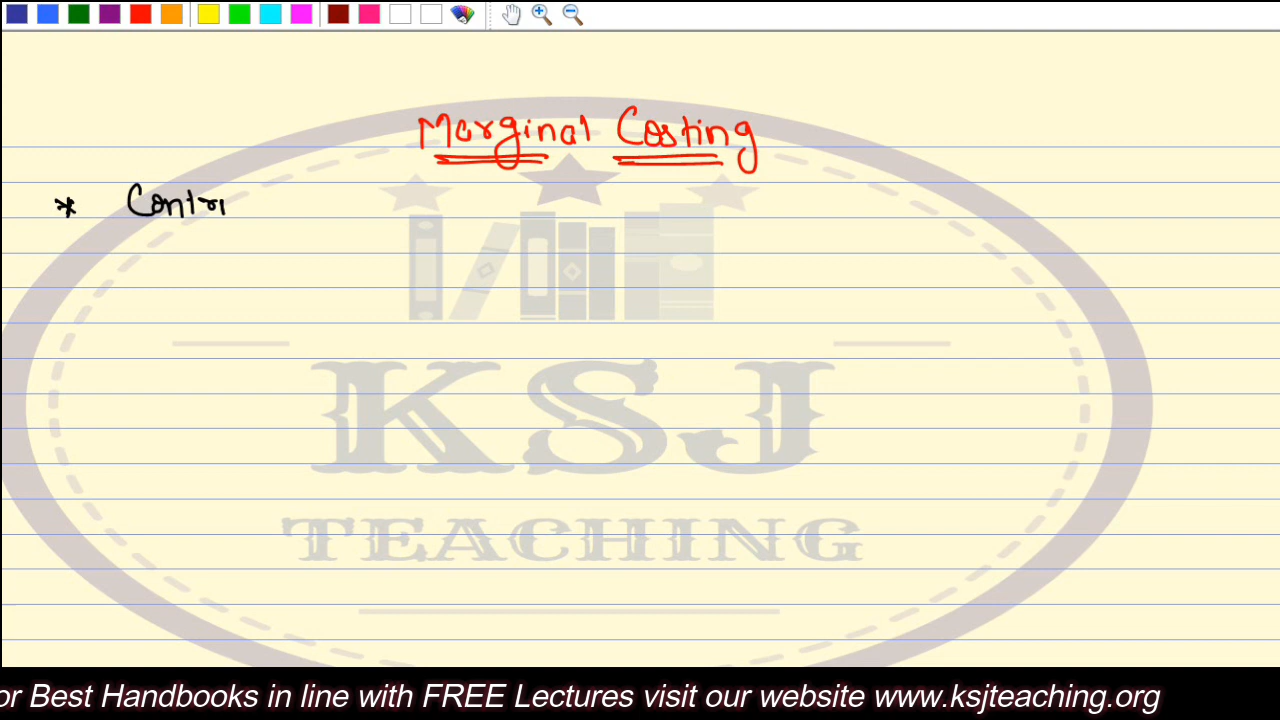 Marginal Costing
* Contri
KSJ
TEACHING
or Best Handbooks in line with FREE Lectures visit our website www.ksjteaching.org